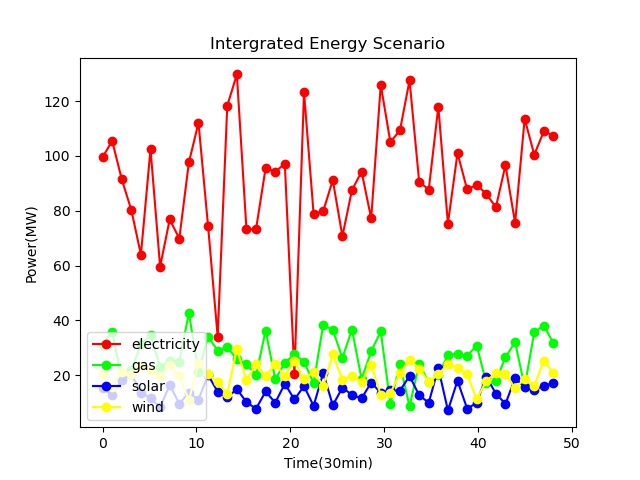 Intergrated Energy Scenario
Power(MW)
120
100
80
60
40
20
electricity
gas
solar
wind
0
10
20
30
40
50
Time(30min)